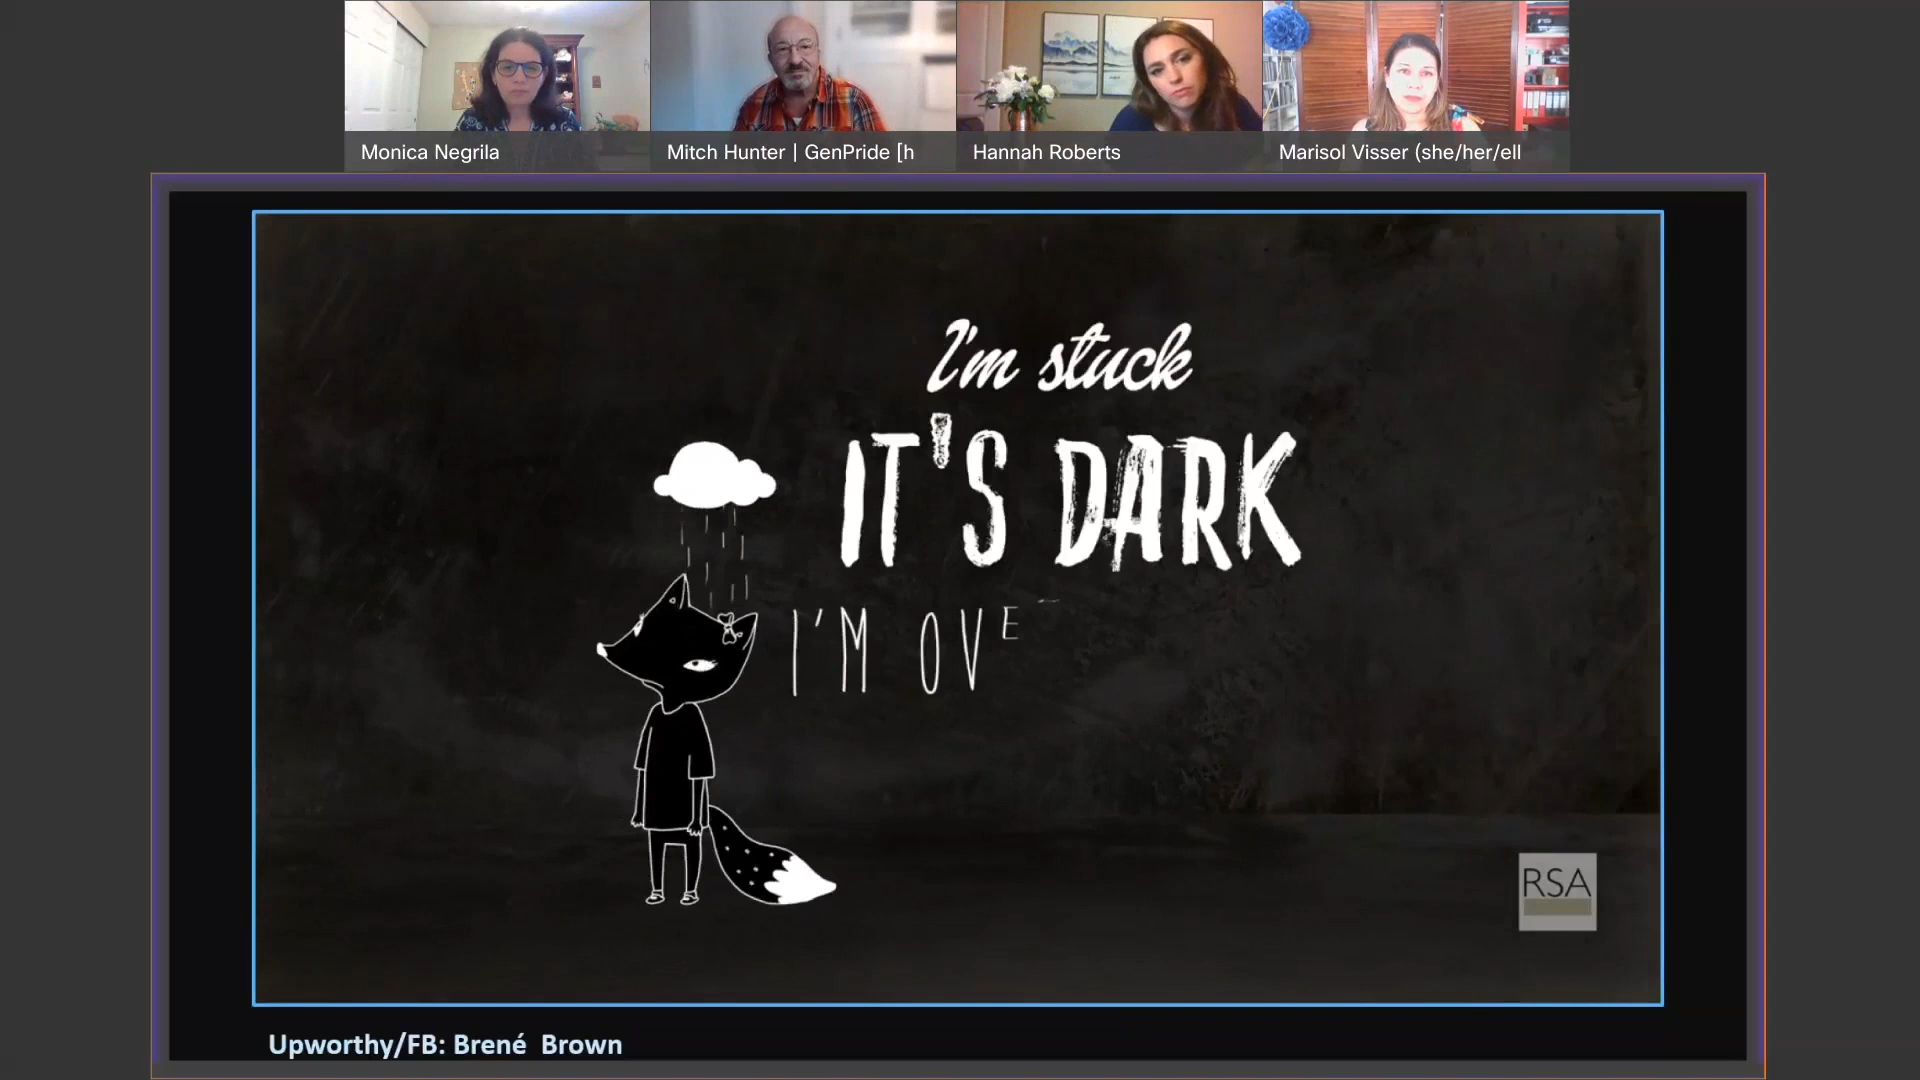 Monica Negrila
Mitch Hunter | GenPride [h
Hannah Roberts
Marisol Visser (she/her/ell
I'm stuck
IT'S DARK
I'M OVE
RSA
Upworthy/FB: Brené Brown